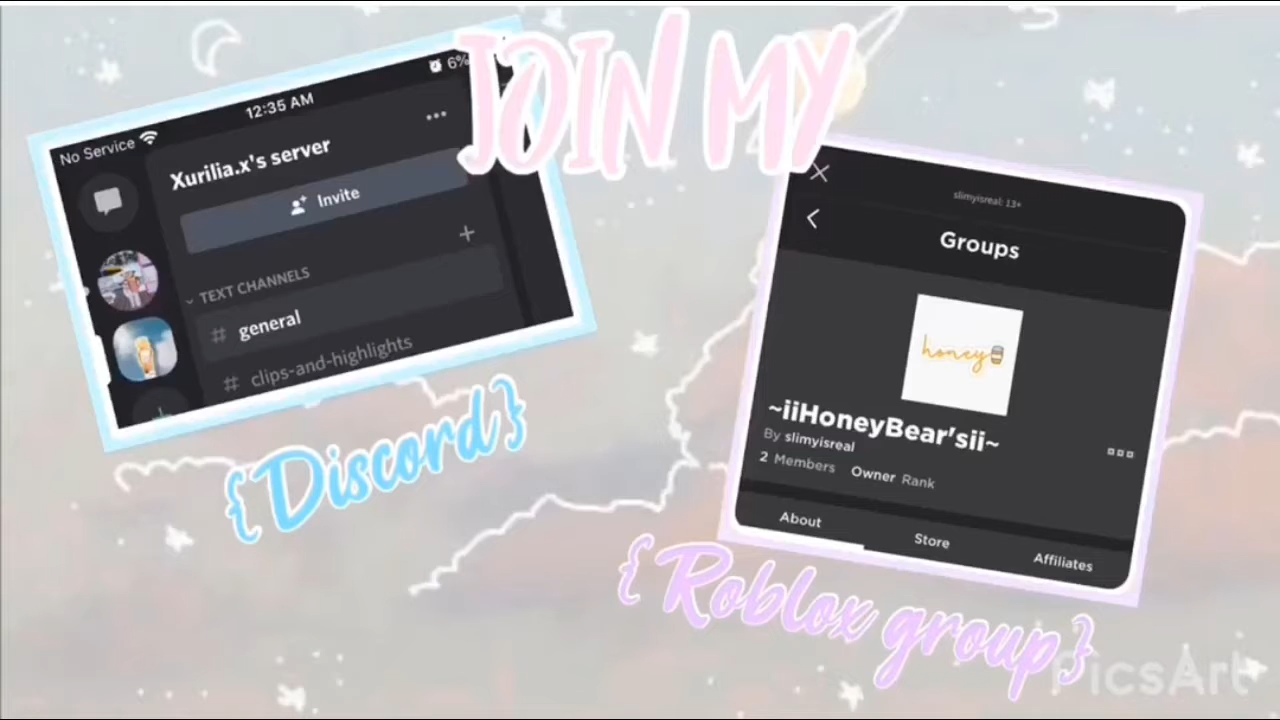 JOIN MY
No Service
12:35 AM
6%
Xurilia.x's server
Invite
TEXT CHANNELS
# general
# clips-and-highlights
{Discord}
slimyisreal: 13+
Groups
honey
~iiHoneyBear'sii~
By slimyisreal
2 Members Owner Rank
About Store Affiliates
{Roblox group}
PicsArt